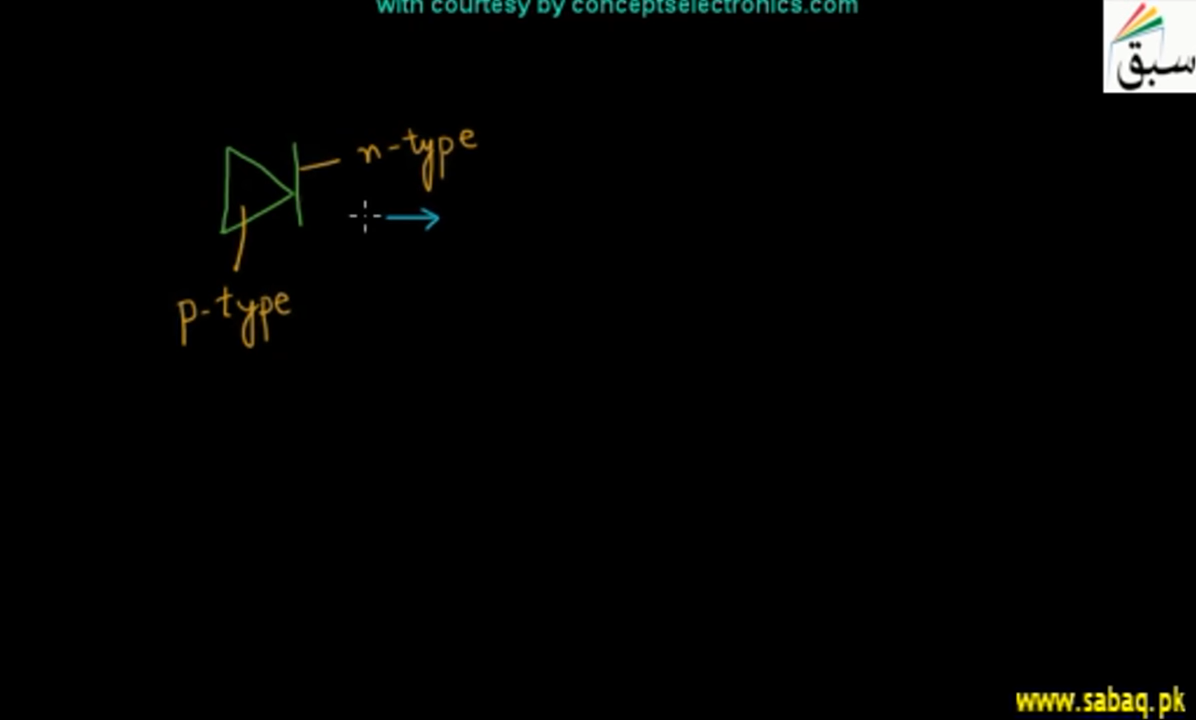 with courtesy by conceptselectronics.com
سبق
n-type
p-type
www.sabaq.pk